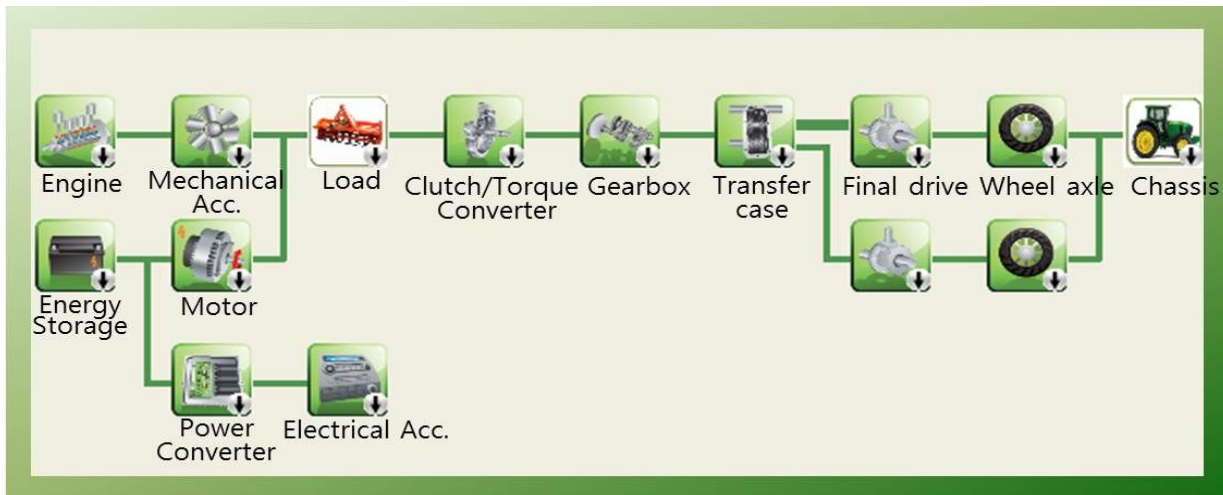 Engine
Mechanical
Acc.
Load
Clutch/Torque
Converter
Gearbox
Transfer
case
Final drive
Wheel axle
Chassis
Energy
Storage
Motor
Power
Converter
Electrical Acc.